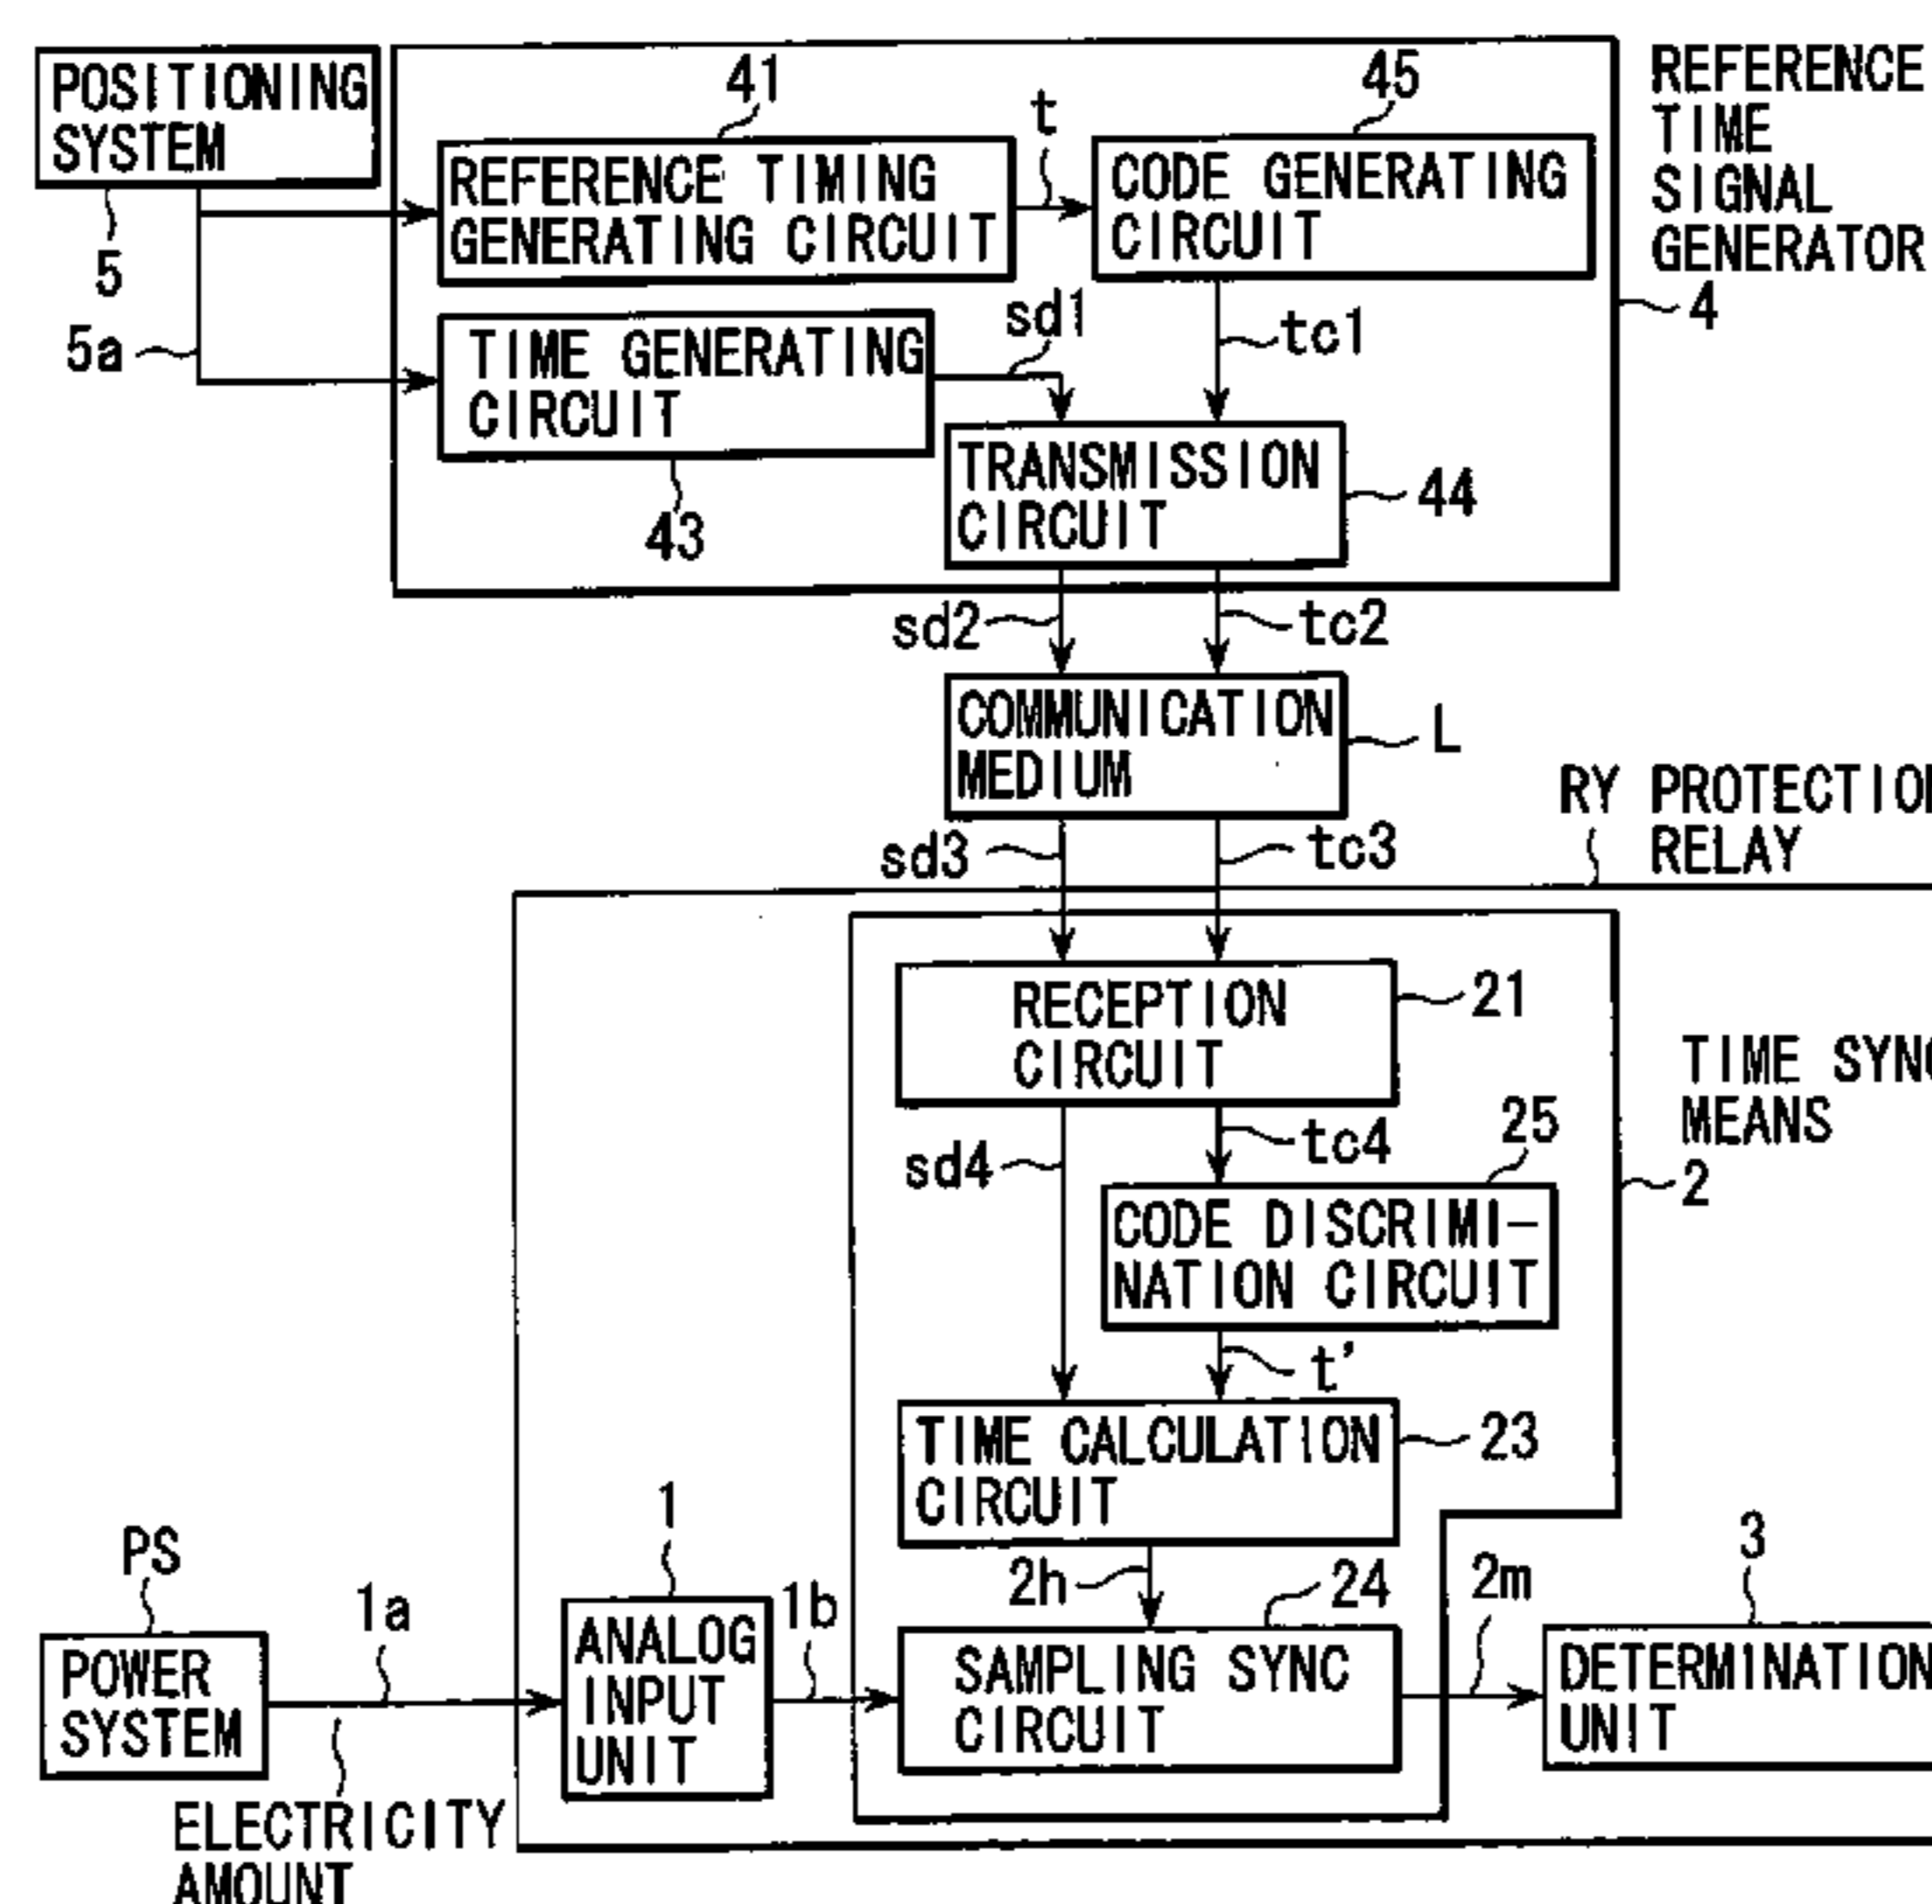 POSITIONING
SYSTEM
5
5a
41
REFERENCE TIMING
GENERATING CIRCUIT
t
45
CODE GENERATING
CIRCUIT
REFERENCE
TIME
SIGNAL
GENERATOR
4
TIME GENERATING
CIRCUIT
43
sd1
tc1
TRANSMISSION
CIRCUIT
44
sd2
tc2
COMMUNICATION
MEDIUM
L
sd3
tc3
RY PROTECTION
RELAY
RECEPTION
CIRCUIT
21
TIME SYNC
MEANS
2
sd4
tc4
25
CODE DISCRIMI-
NATION CIRCUIT
t'
TIME CALCULATION
CIRCUIT
23
2h
24
PS
POWER
SYSTEM
1a
ELECTRICITY
AMOUNT
1
ANALOG
INPUT
UNIT
1b
SAMPLING SYNC
CIRCUIT
2m
3
DETERMINATION
UNIT